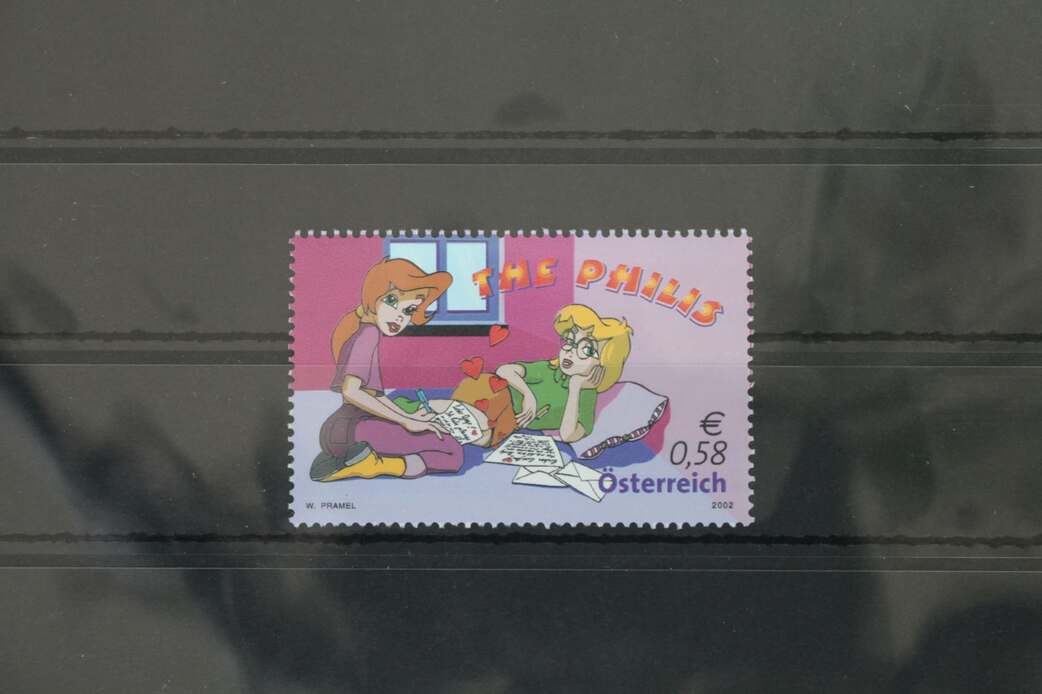 THE PHILIS
€
0,58
Österreich
W. PRAMEL
2002